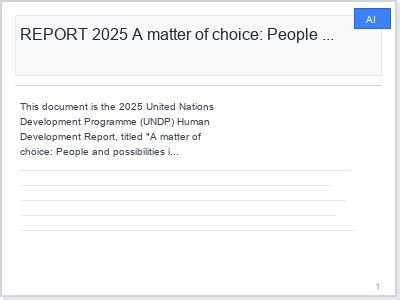 AI
REPORT 2025 A matter of choice: People ...
This document is the 2025 United Nations
Development Programme (UNDP) Human
Development Report, titled "A matter of
choice: People and possibilities i...
1